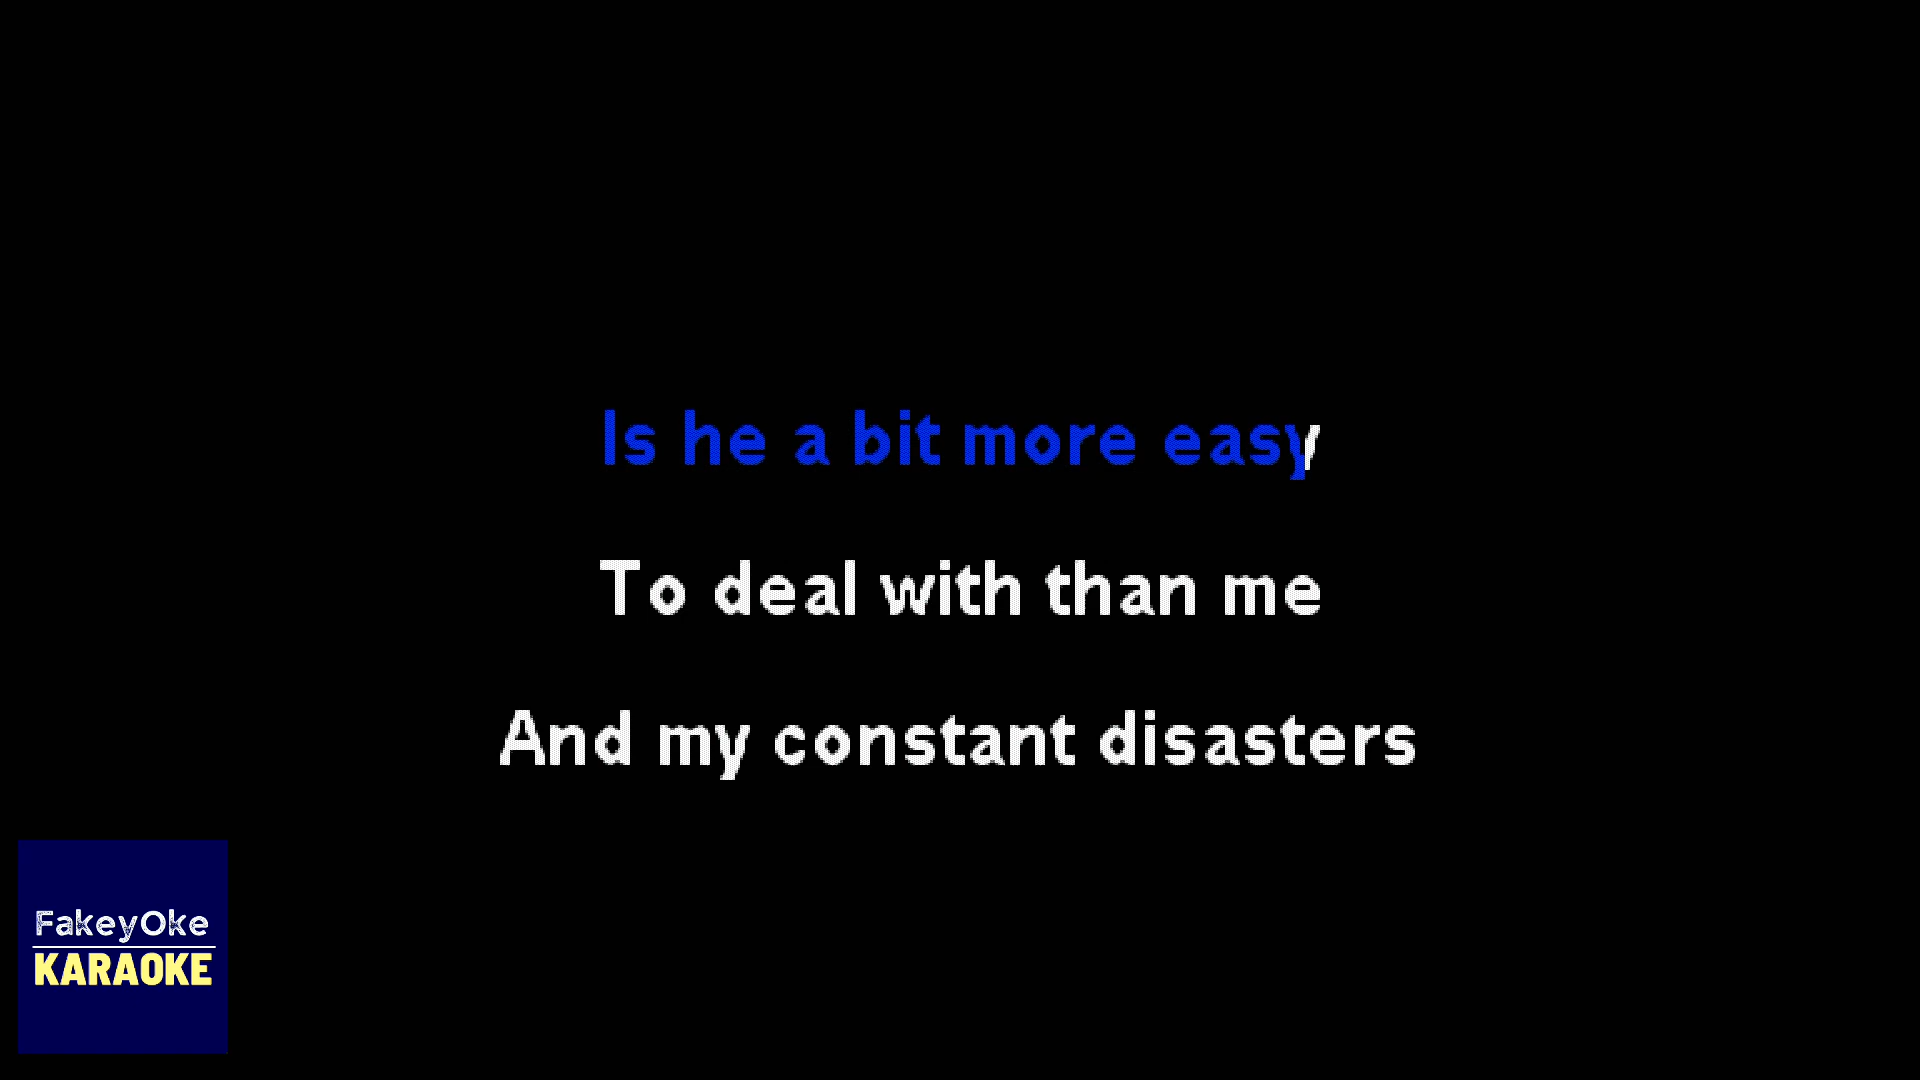 Is he a bit more easy
To deal with than me
And my constant disasters
FakeyOke
KARAOKE